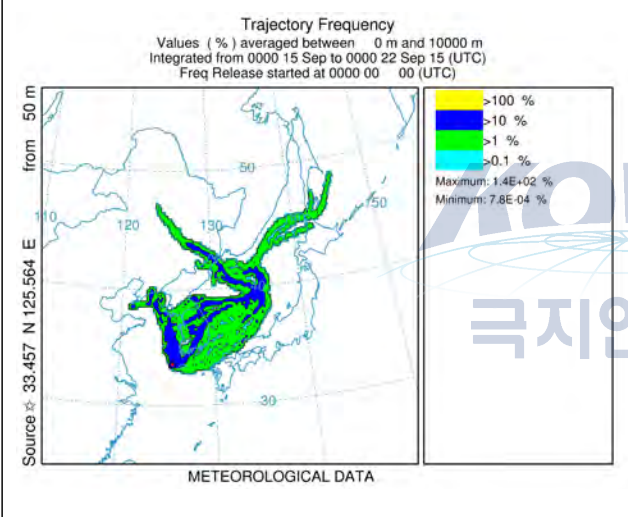 Trajectory Frequency
Values ( % ) averaged between 0 m and 10000 m
Integrated from 0000 15 Sep to 0000 22 Sep 15 (UTC)
Freq Release started at 0000 00 00 (UTC)
Source ☆ 33.457 N 125.564 E from 50 m
>100 %
>10 %
>1 %
>0.1 %
Maximum: 1.4E+02 %
Minimum: 7.8E-04 %
50
150
110
120
130
30
극지
METEOROLOGICAL DATA